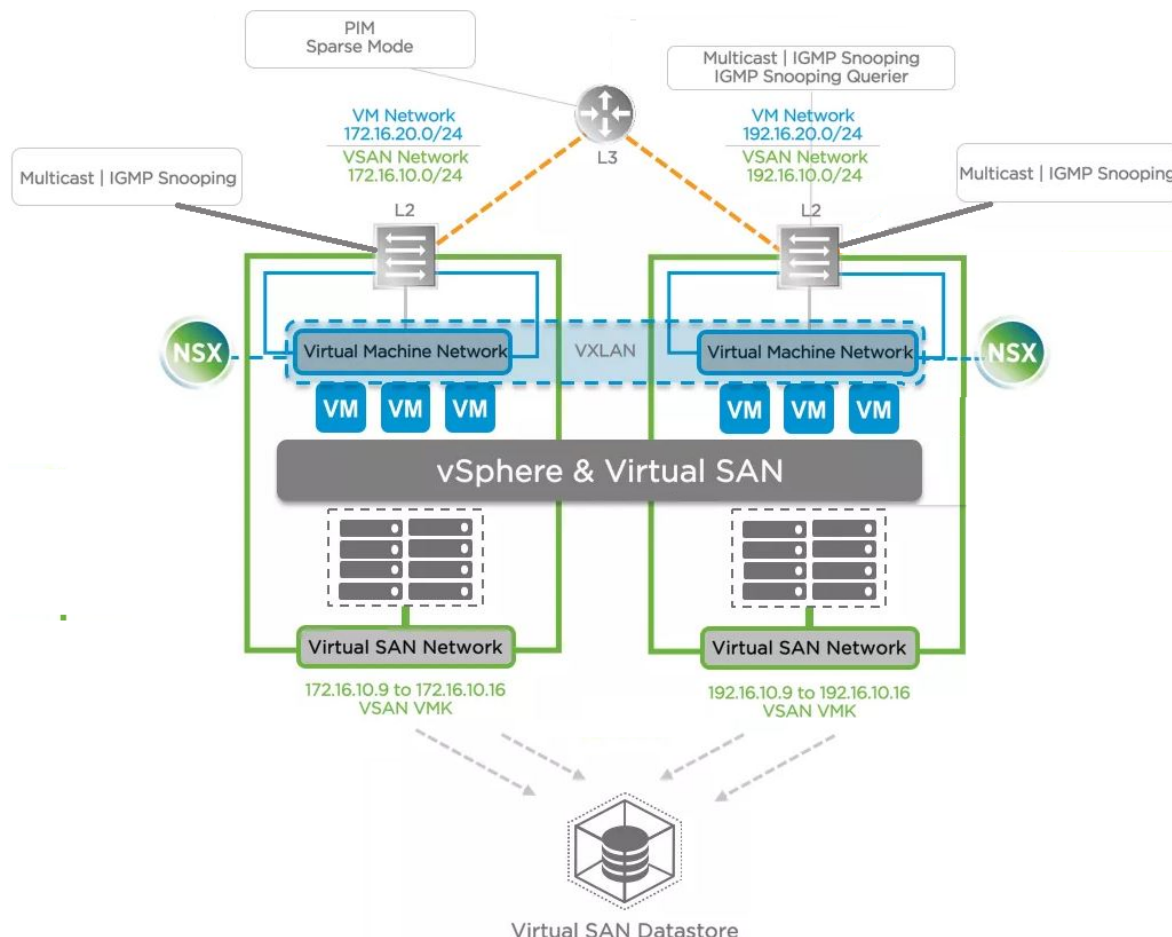 PIM
Sparse Mode
Multicast | IGMP Snooping
IGMP Snooping Querier
VM Network
172.16.20.0/24
VSAN Network
172.16.10.0/24
L3
VM Network
192.16.20.0/24
VSAN Network
192.16.10.0/24
Multicast | IGMP Snooping
Multicast | IGMP Snooping
L2
L2
NSX
Virtual Machine Network
VXLAN
Virtual Machine Network
NSX
VM
VM
VM
VM
VM
VM
vSphere & Virtual SAN
Virtual SAN Network
Virtual SAN Network
172.16.10.9 to 172.16.10.16
VSAN VMK
192.16.10.9 to 192.16.10.16
VSAN VMK
Virtual SAN Datastore